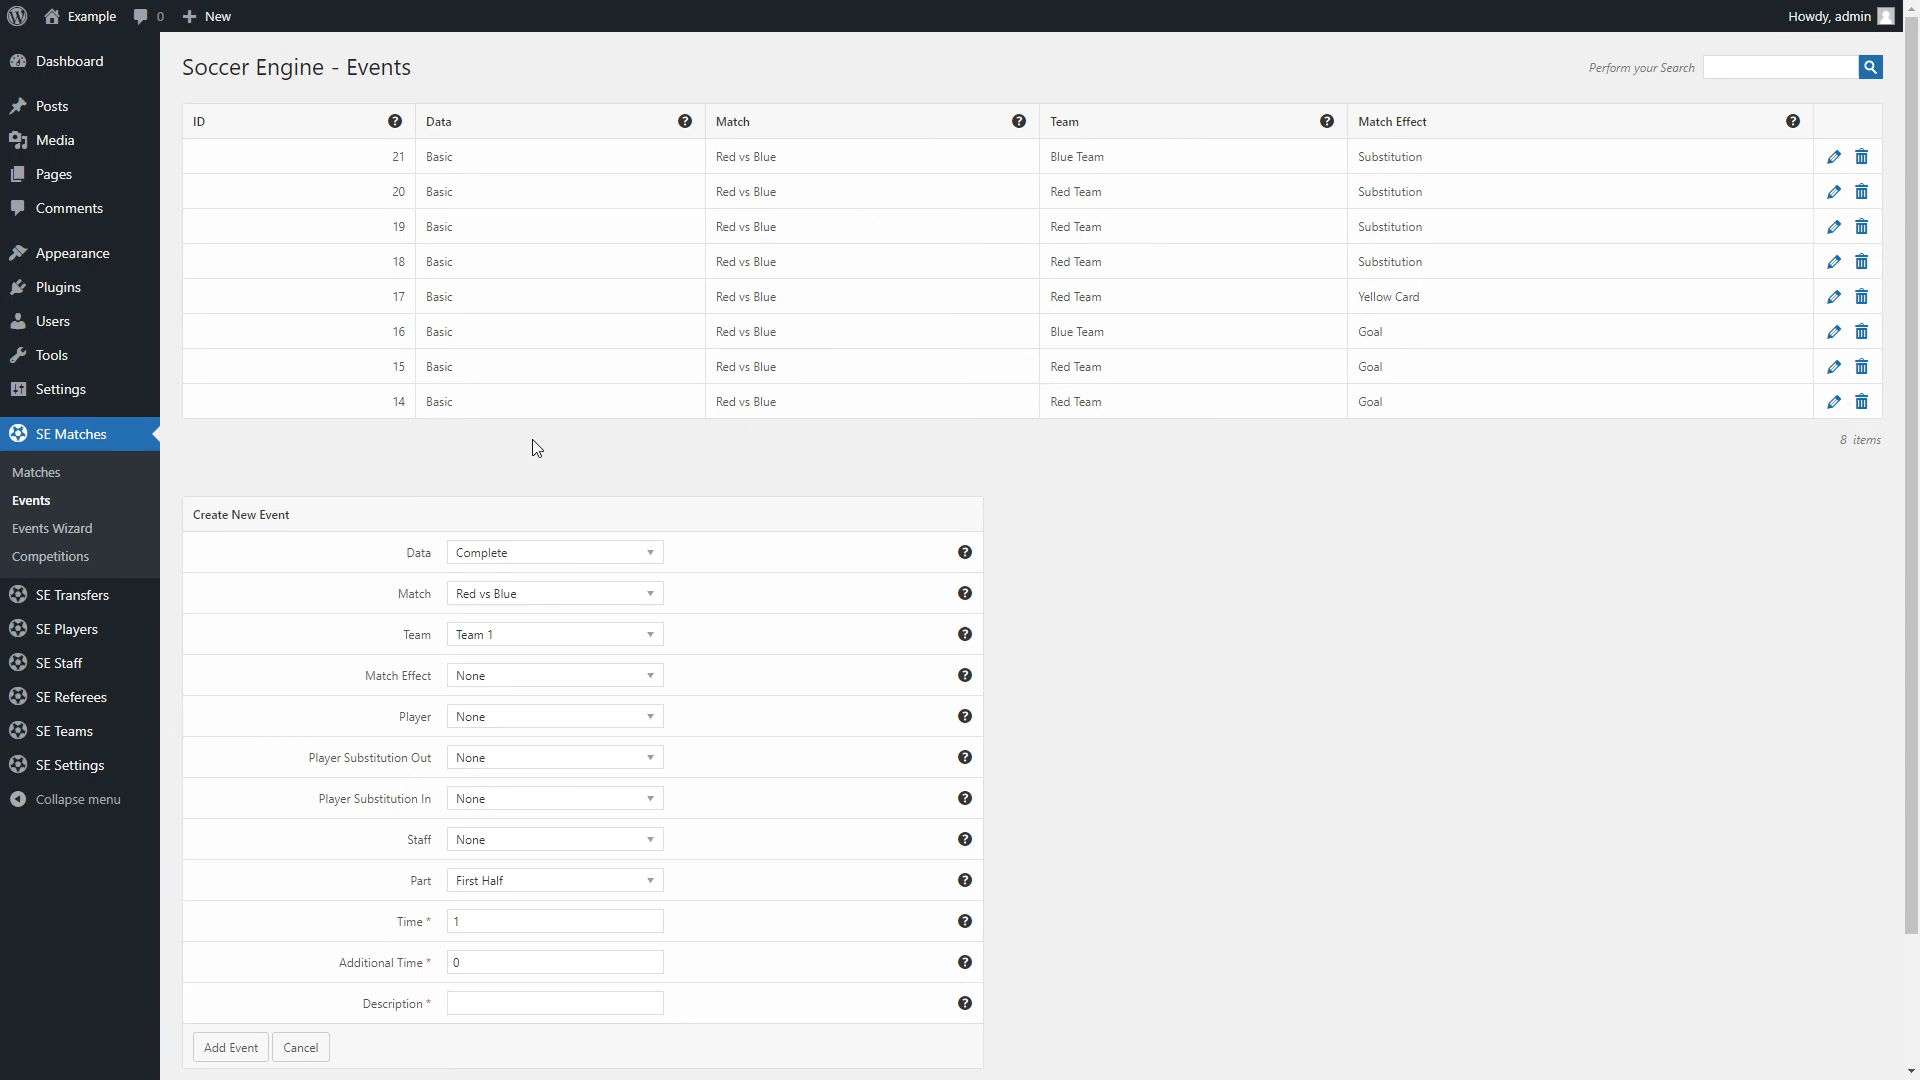 Example 0 New Howdy, admin
Dashboard
Posts
Media
Pages
Comments
Appearance
Plugins
Users
Tools
Settings
SE Matches
Matches
Events
Events Wizard
Competitions
SE Transfers
SE Players
SE Staff
SE Referees
SE Teams
SE Settings
Collapse menu
Soccer Engine - Events
Perform your Search
ID Data Match Team Match Effect
21 Basic Red vs Blue Blue Team Substitution
20 Basic Red vs Blue Red Team Substitution
19 Basic Red vs Blue Red Team Substitution
18 Basic Red vs Blue Red Team Substitution
17 Basic Red vs Blue Red Team Yellow Card
16 Basic Red vs Blue Blue Team Goal
15 Basic Red vs Blue Red Team Goal
14 Basic Red vs Blue Red Team Goal
8 items
Create New Event
Data Complete
Match Red vs Blue
Team Team 1
Match Effect None
Player None
Player Substitution Out None
Player Substitution In None
Staff None
Part First Half
Time * 1
Additional Time * 0
Description *
Add Event Cancel